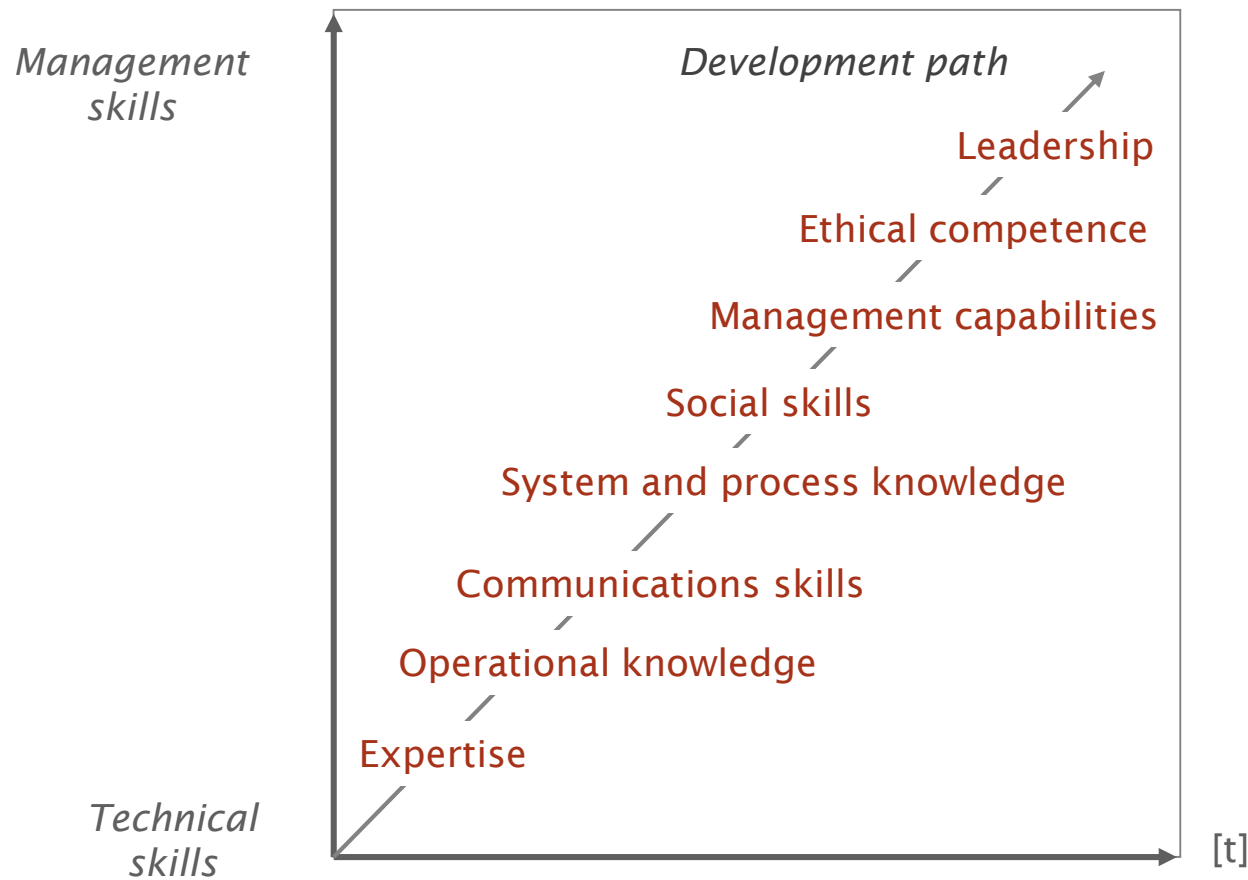 Management
skills
Development path
Leadership
Ethical competence
Management capabilities
Social skills
System and process knowledge
Communications skills
Operational knowledge
Expertise
Technical
skills
[t]